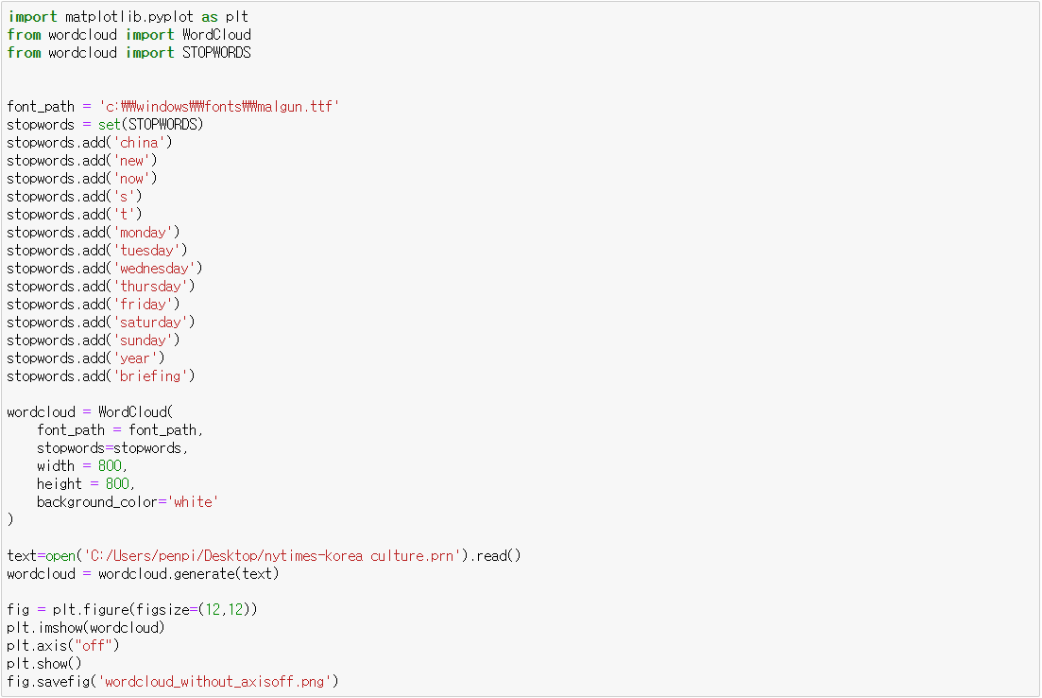 import matplotlib.pyplot as plt
from wordcloud import WordCloud
from wordcloud import STOPWORDS
font_path = 'c:₩₩windows₩₩fonts₩₩malgun.ttf'
stopwords = set(STOPWORDS)
stopwords.add('china')
stopwords.add('new')
stopwords.add('now')
stopwords.add('s')
stopwords.add('t')
stopwords.add('monday')
stopwords.add('tuesday')
stopwords.add('wednesday')
stopwords.add('thursday')
stopwords.add('friday')
stopwords.add('saturday')
stopwords.add('sunday')
stopwords.add('year')
stopwords.add('briefing')
wordcloud = WordCloud(
    font_path = font_path,
    stopwords=stopwords,
    width = 800,
    height = 800,
    background_color='white'
)
text=open('C:/Users/penpi/Desktop/nytimes-korea culture.prn').read()
wordcloud = wordcloud.generate(text)
fig = plt.figure(figsize=(12,12))
plt.imshow(wordcloud)
plt.axis("off")
plt.show()
fig.savefig('wordcloud_without_axisoff.png')